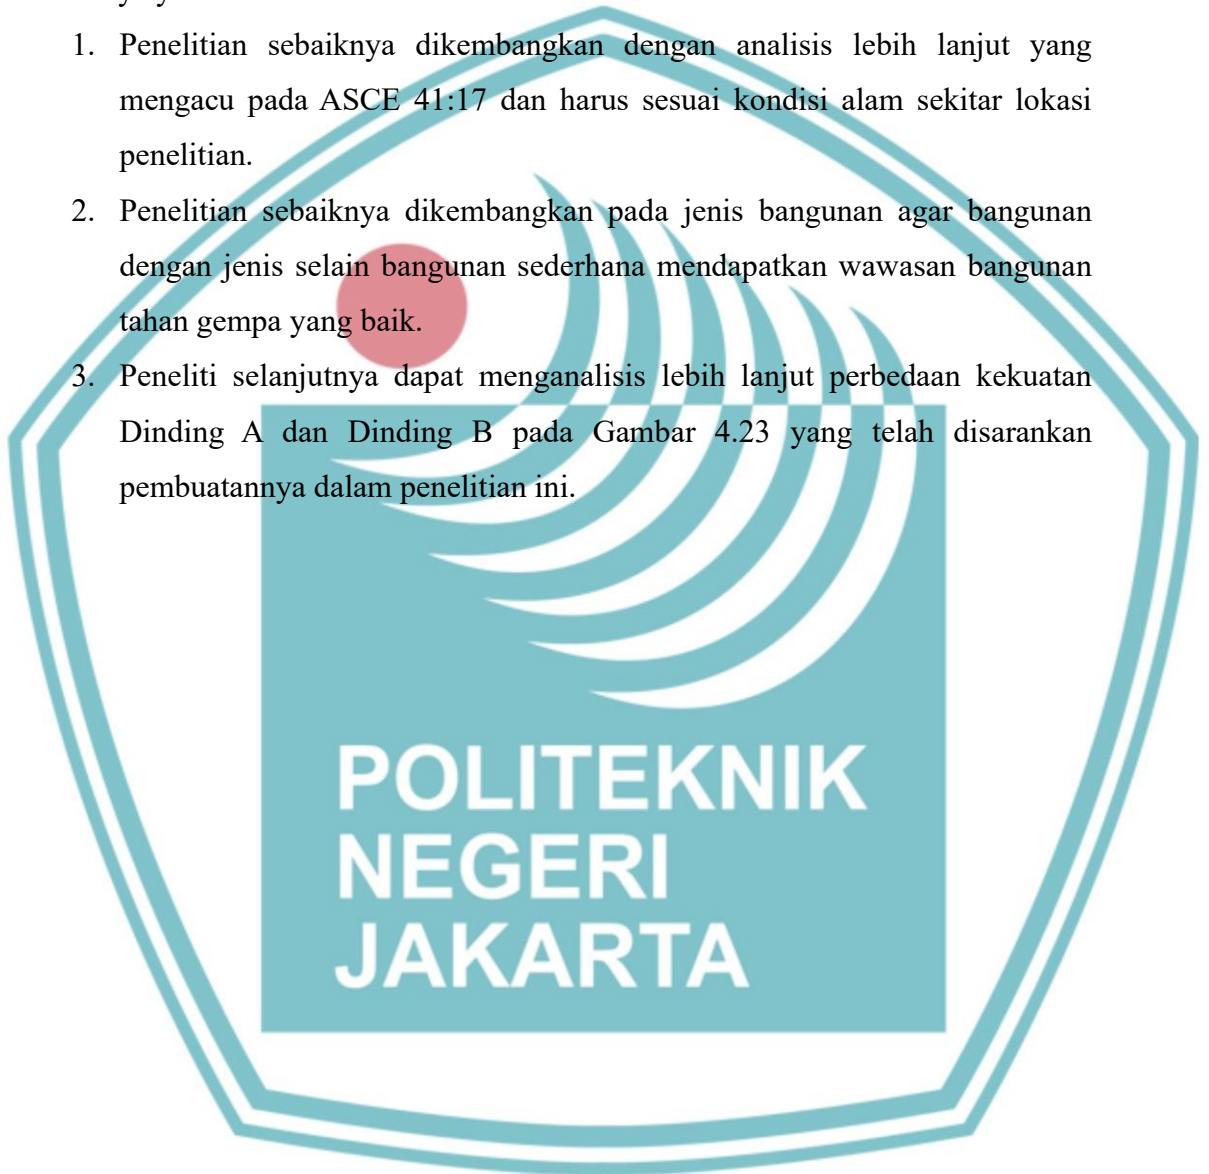 1. Penelitian sebaiknya dikembangkan dengan analisis lebih lanjut yang
mengacu pada ASCE 41:17 dan harus sesuai kondisi alam sekitar lokasi
penelitian.
2. Penelitian sebaiknya dikembangkan pada jenis bangunan agar bangunan
dengan jenis selain bangunan sederhana mendapatkan wawasan bangunan
tahan gempa yang baik.
3. Peneliti selanjutnya dapat menganalisis lebih lanjut perbedaan kekuatan
Dinding A dan Dinding B pada Gambar 4.23 yang telah disarankan
pembuatannya dalam penelitian ini.
POLITEKNIK
NEGERI
JAKARTA